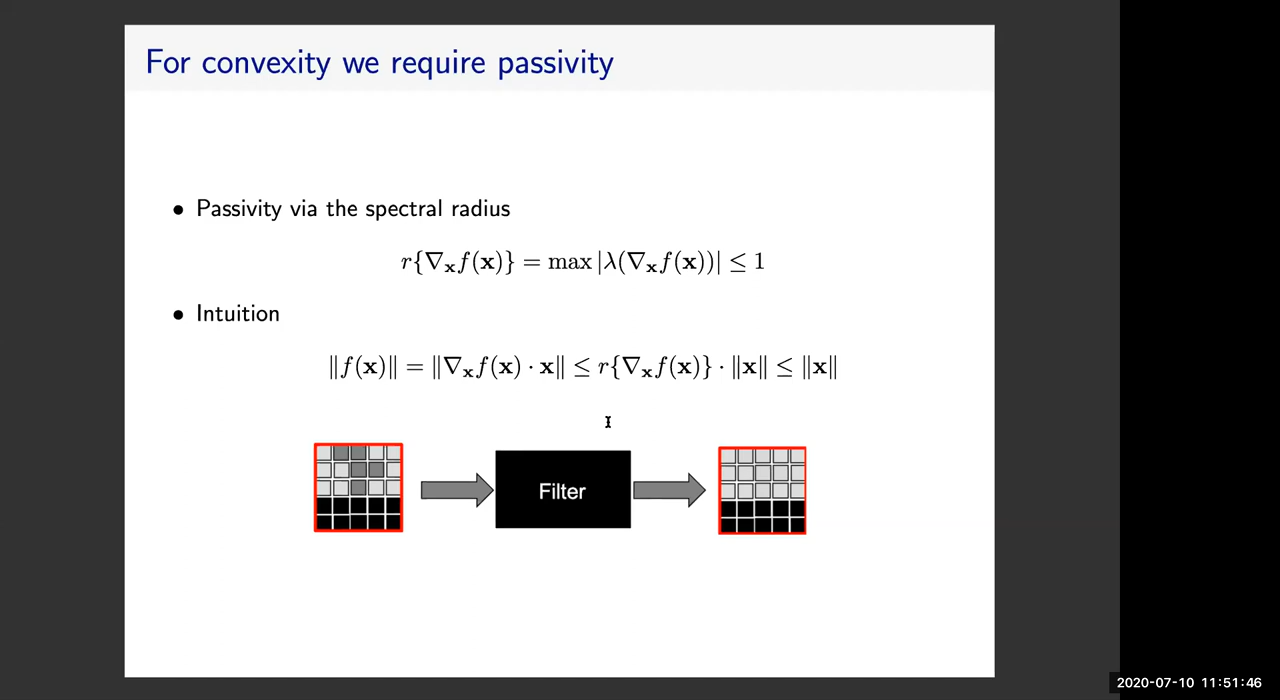 For convexity we require passivity
• Passivity via the spectral radius
r{∇ₓf(𝐱)} = max |λ(∇ₓf(𝐱))| ≤ 1
• Intuition
‖f(𝐱)‖ = ‖∇ₓf(𝐱) · 𝐱‖ ≤ r{∇ₓf(𝐱)} · ‖𝐱‖ ≤ ‖𝐱‖
Filter
2020-07-10 11:51:46